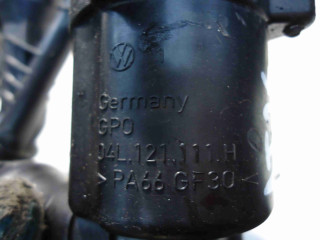 Germany
GPO
04L.121.111.H
>PA66 GF30<